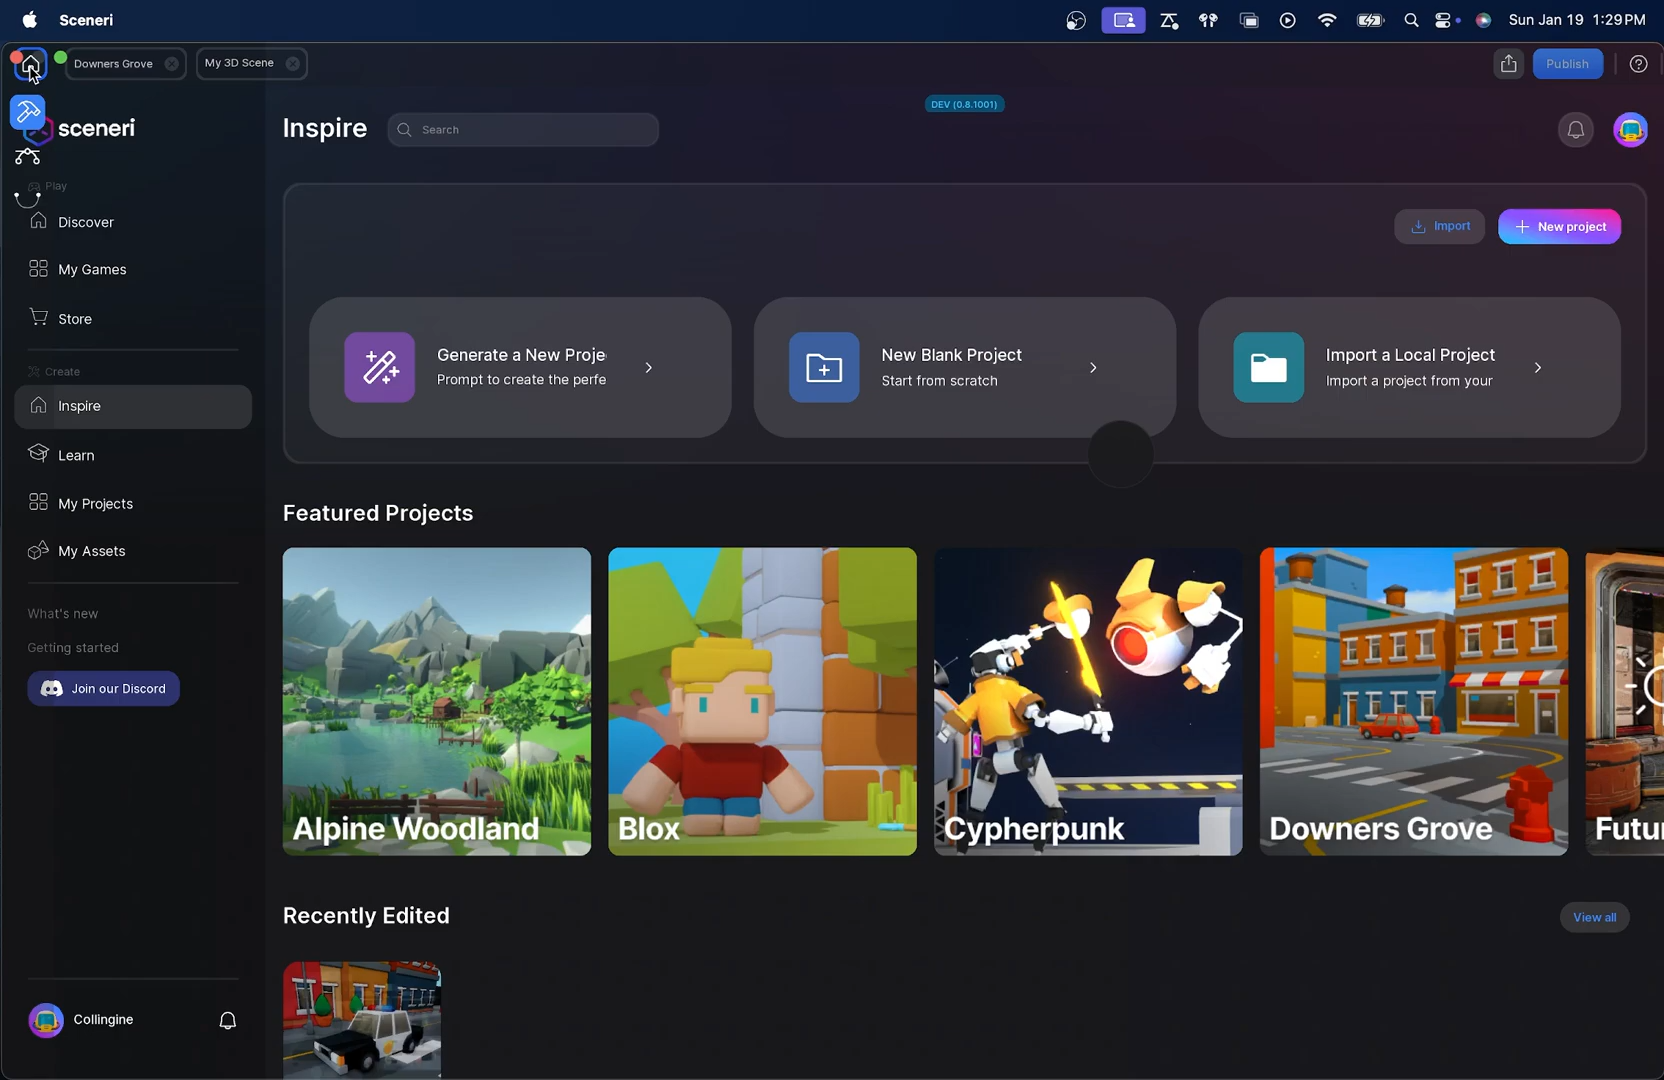 Sceneri
Sun Jan 19 1:29 PM
Downers Grove
My 3D Scene
Publish
sceneri
Inspire
Search
DEV (0.8.1001)
Play
Discover
My Games
Store
Create
Inspire
Learn
My Projects
My Assets
What's new
Getting started
Join our Discord
Collingine
Import
New project
Generate a New Proje
Prompt to create the perfe
New Blank Project
Start from scratch
Import a Local Project
Import a project from your
Featured Projects
Alpine Woodland
Blox
Cypherpunk
Downers Grove
Futur
Recently Edited
View all